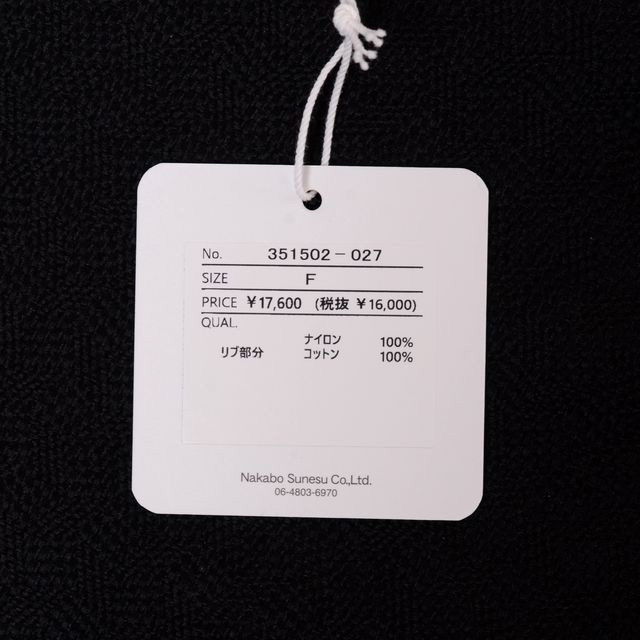 No. 351502-027
SIZE F
PRICE ¥17,600 (税抜 ¥16,000)
QUAL.
ナイロン 100%
リブ部分 コットン 100%
Nakabo Sunesu Co.,Ltd.
06-4803-6970